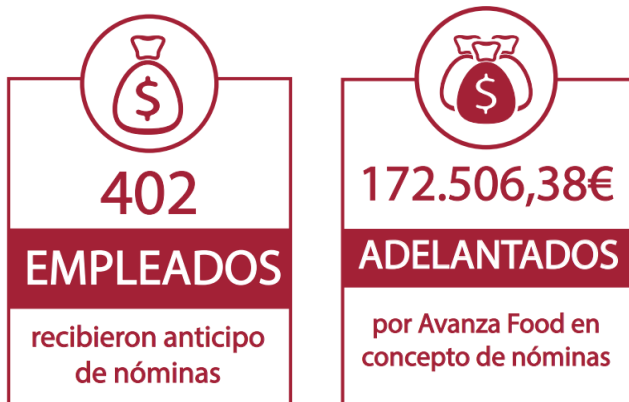 $
402
EMPLEADOS
recibieron anticipo
de nóminas
$
172.506,38€
ADELANTADOS
por Avanza Food en
concepto de nóminas